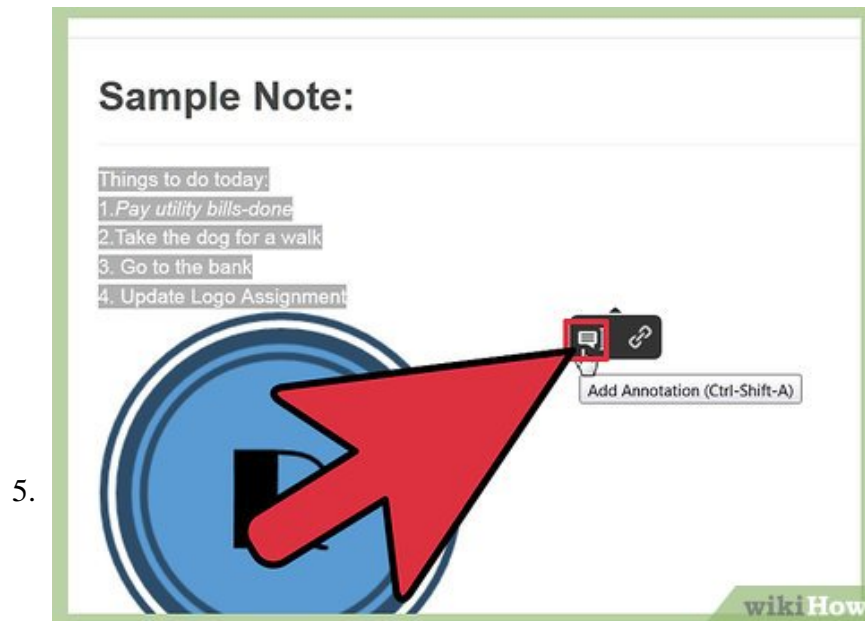 Sample Note:
Things to do today:
1.Pay utility bills-done
2.Take the dog for a walk
3. Go to the bank
4. Update Logo Assignment
Add Annotation (Ctrl-Shift-A)
5.
wikiHow